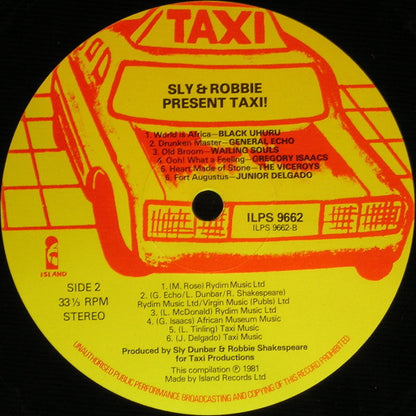 TAXI
SLY & ROBBIE
PRESENT TAXI!
1. World is Africa—BLACK UHURU
2. Drunken Master—GENERAL ECHO
3. Old Broom—WAILING SOULS
4. Ooh! What a Feeling—GREGORY ISAACS
5. Heart Made of Stone—THE VICEROYS
6. Fort Augustus—JUNIOR DELGADO
ILPS 9662
ILPS 9662-B
ISLAND
SIDE 2
33⅓ RPM
STEREO
1. (M. Rose) Rydim Music Ltd
2. (G. Echo/L. Dunbar/R. Shakespeare)
Rydim Music Ltd/Virgin Music (Publs) Ltd
3. (L. McDonald) Rydim Music Ltd
4. (G. Isaacs) African Museum Music
5. (L. Tinling) Taxi Music
6. (J. Delgado) Taxi Music
Produced by Sly Dunbar & Robbie Shakespeare
for Taxi Productions
This compilation ℗ 1981
Made by Island Records Ltd
UNAUTHORISED PUBLIC PERFORMANCE BROADCASTING AND COPYING OF THIS RECORD PROHIBITED